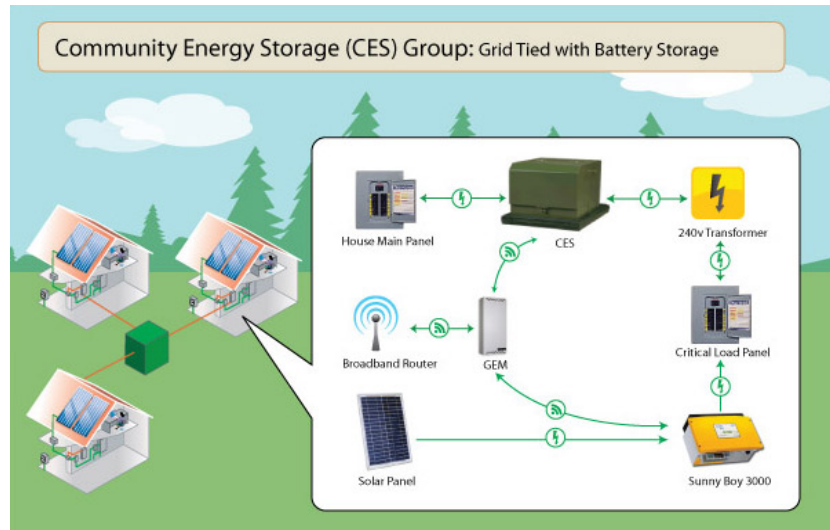 Community Energy Storage (CES) Group: Grid Tied with Battery Storage
House Main Panel
CES
240v Transformer
Broadband Router
GEM
Critical Load Panel
Solar Panel
Sunny Boy 3000